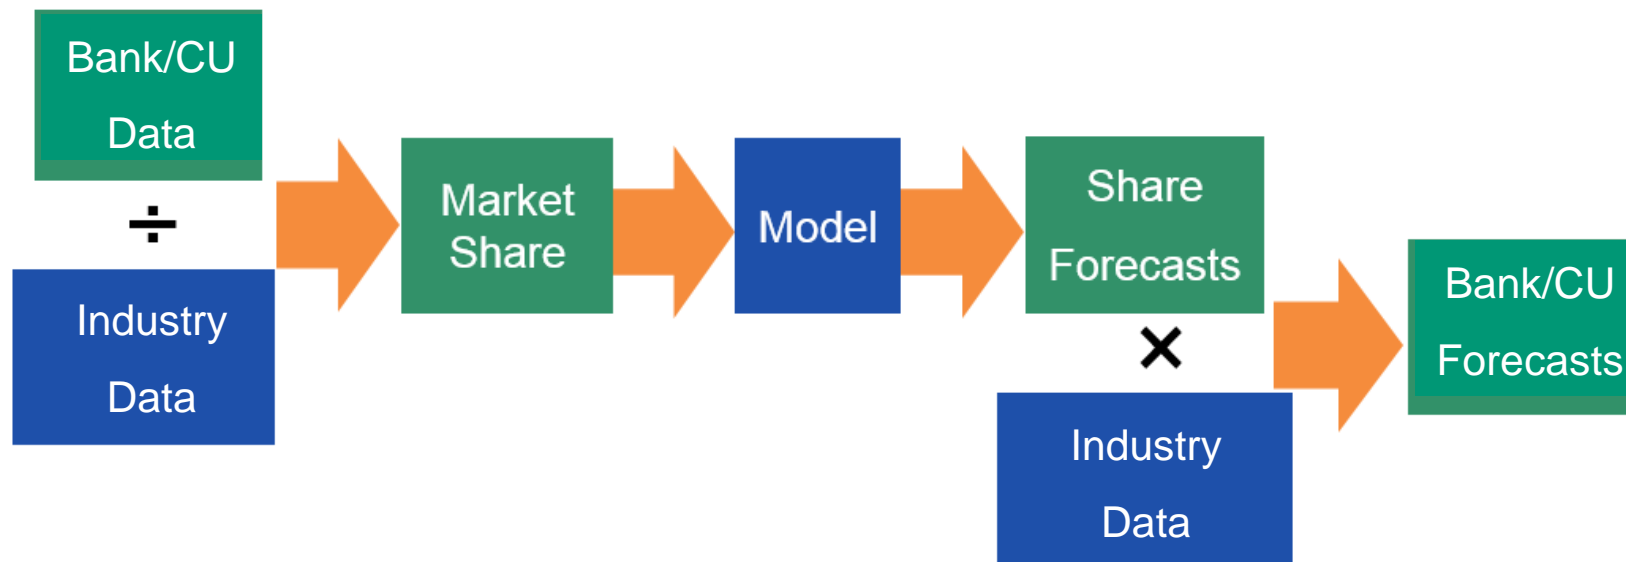 Bank/CU
Data
÷
Industry
Data
Market
Share
Model
Share
Forecasts
×
Industry
Data
Bank/CU
Forecasts